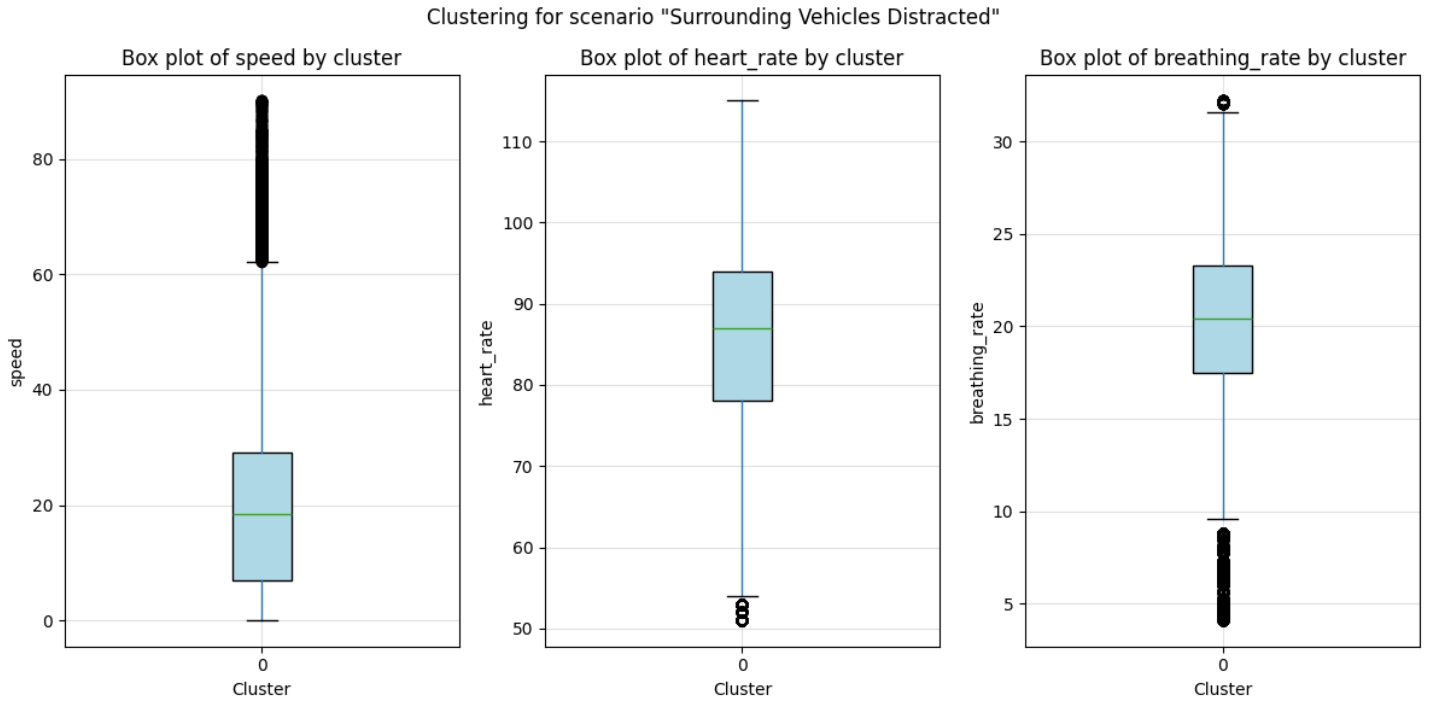 Clustering for scenario "Surrounding Vehicles Distracted"
Box plot of speed by cluster
80
60
40
20
0
speed
0
Cluster
Box plot of heart_rate by cluster
110
100
90
80
70
60
50
heart_rate
0
Cluster
Box plot of breathing_rate by cluster
30
25
20
15
10
5
breathing_rate
0
Cluster